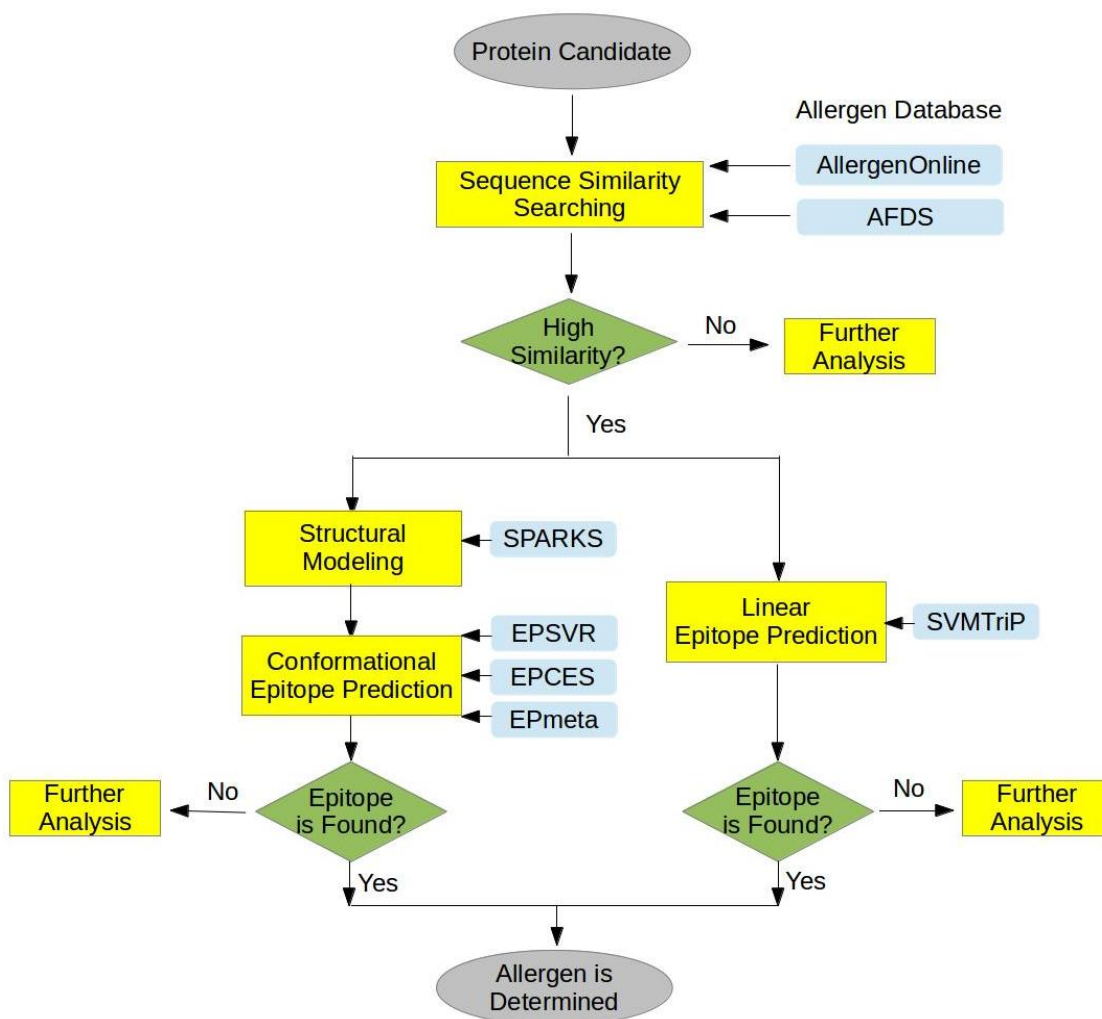 Protein Candidate
Allergen Database
AllergenOnline
Sequence Similarity
Searching
AFDS
High
Similarity?
No
Further
Analysis
Yes
Structural
Modeling
SPARKS
Conformational
Epitope Prediction
EPSVR
EPCES
EPmeta
Linear
Epitope Prediction
SVMTriP
Epitope
is Found?
No
Further
Analysis
Yes
Epitope
is Found?
No
Further
Analysis
Yes
Allergen is
Determined